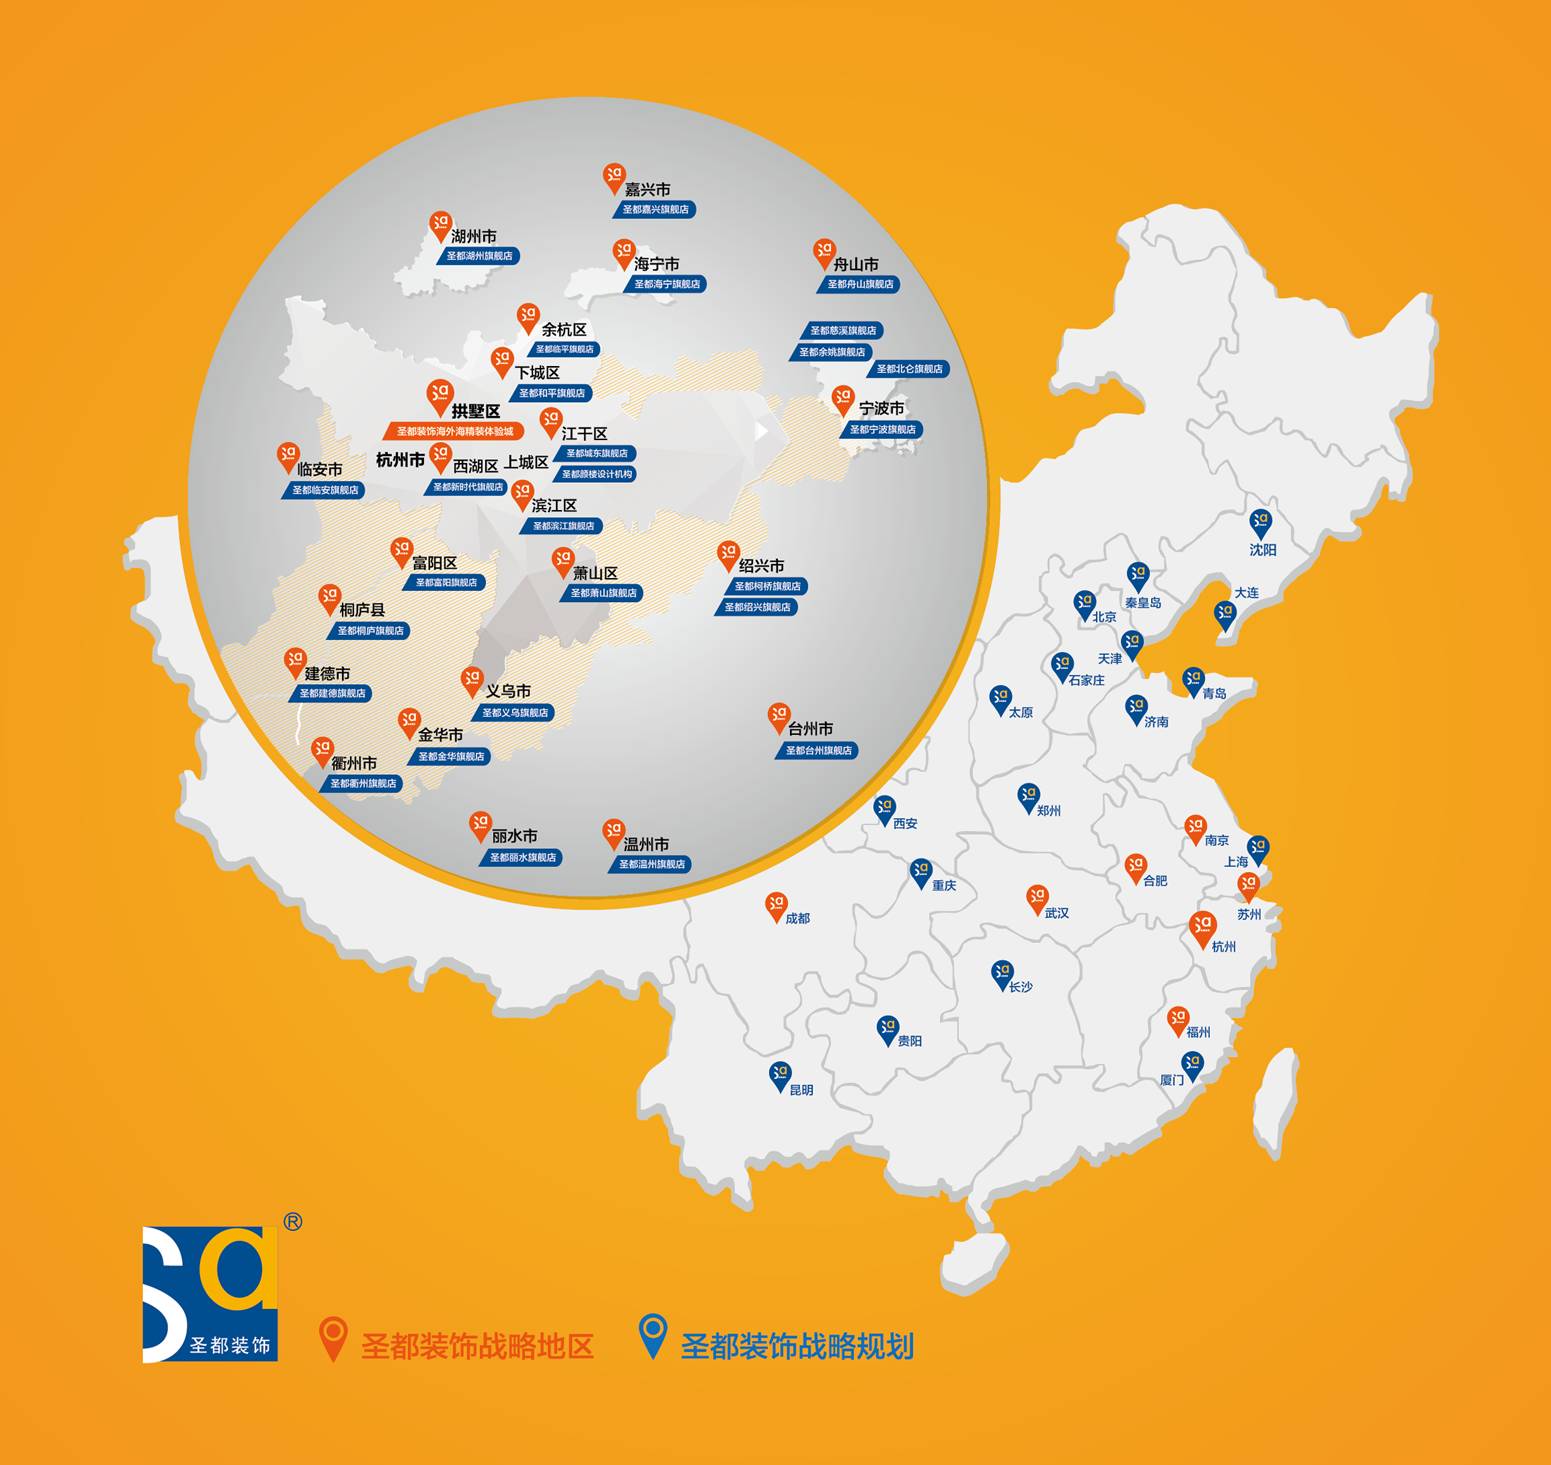 嘉兴市
圣都嘉兴旗舰店
湖州市
圣都湖州旗舰店
海宁市
圣都海宁旗舰店
舟山市
圣都舟山旗舰店
余杭区
圣都临平旗舰店
圣都慈溪旗舰店
圣都余姚旗舰店
圣都北仑旗舰店
下城区
圣都和平旗舰店
拱墅区
圣都装饰海外海精装体验城
宁波市
圣都宁波旗舰店
江干区
圣都城东旗舰店
圣都顾楼设计机构
临安市
圣都临安旗舰店
杭州市
西湖区
圣都新时代旗舰店
上城区
滨江区
圣都滨江旗舰店
富阳区
圣都富阳旗舰店
萧山区
圣都萧山旗舰店
绍兴市
圣都柯桥旗舰店
圣都绍兴旗舰店
桐庐县
圣都桐庐旗舰店
建德市
圣都建德旗舰店
义乌市
圣都义乌旗舰店
金华市
圣都金华旗舰店
台州市
圣都台州旗舰店
衢州市
圣都衢州旗舰店
丽水市
圣都丽水旗舰店
温州市
圣都温州旗舰店
沈阳
大连
秦皇岛
北京
天津
石家庄
青岛
太原
济南
郑州
西安
南京
上海
合肥
重庆
苏州
武汉
成都
杭州
长沙
福州
贵阳
厦门
昆明
Sa®
圣都装饰
圣都装饰战略地区
圣都装饰战略规划